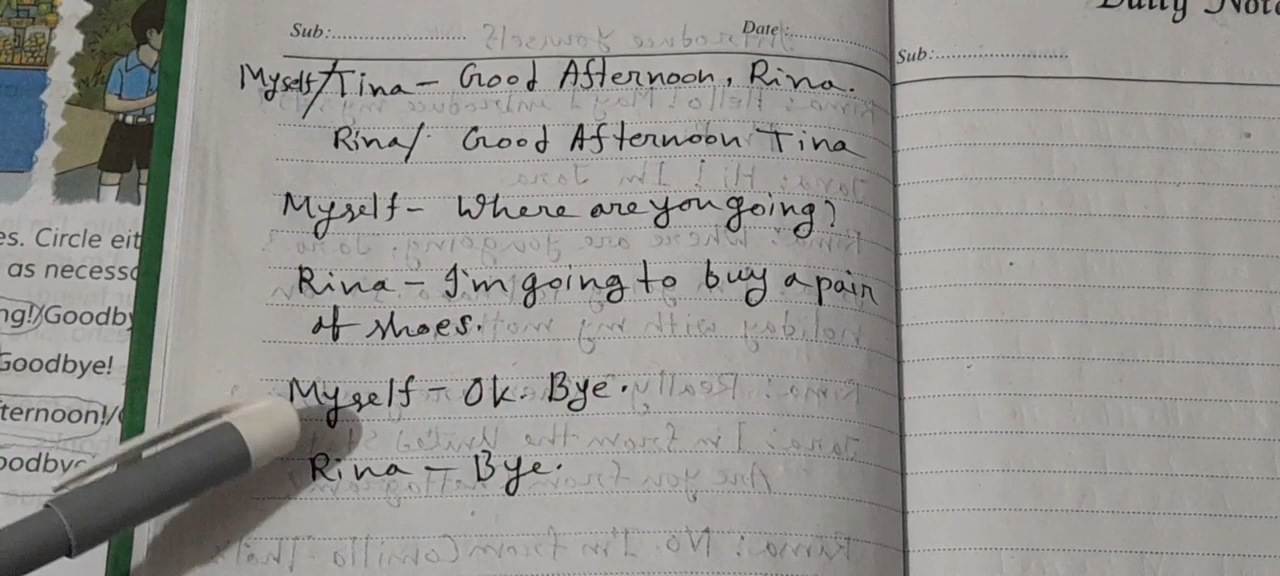 Sub:
Date:
Myself/Tina - Good Afternoon, Rina.
Rina/ Good Afternoon Tina
Myself - Where are you going?
Rina - I'm going to buy a pair
of shoes.
Myself - Ok. Bye.
Rina - Bye.
es. Circle eit
as necess
ng!/Goodby
Goodbye!
ternoon!/
oodbye
Daily Note
Sub: